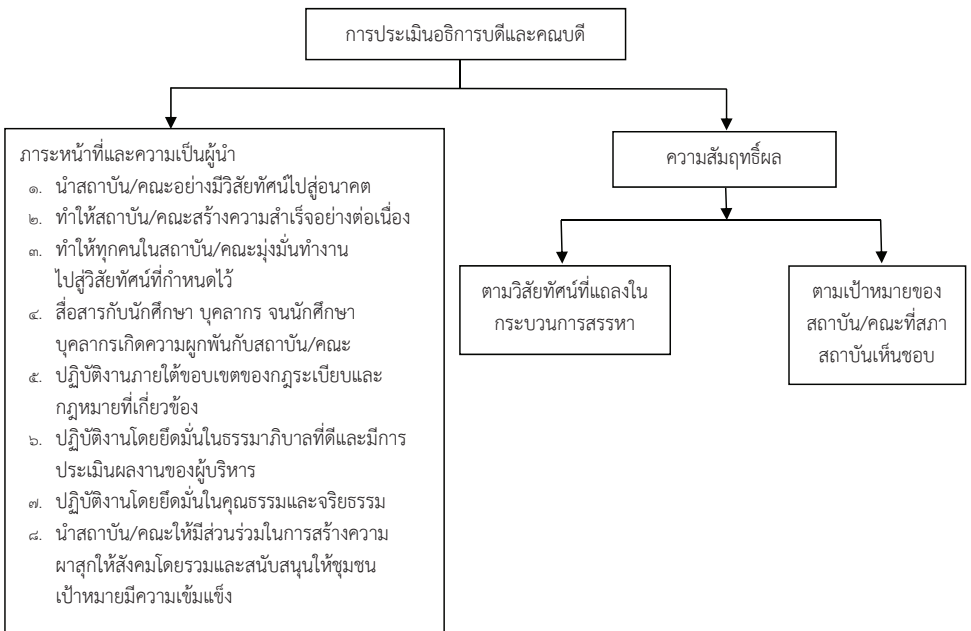 การประเมินอธิการบดีและคณบดี
ภาระหน้าที่และความเป็นผู้นำ
๑. นำสถาบัน/คณะอย่างมีวิสัยทัศน์ไปสู่อนาคต
๒. ทำให้สถาบัน/คณะสร้างความสำเร็จอย่างต่อเนื่อง
๓. ทำให้ทุกคนในสถาบัน/คณะมุ่งมั่นทำงาน
ไปสู่วิสัยทัศน์ที่กำหนดไว้
๔. สื่อสารกับนักศึกษา บุคลากร จนนักศึกษา
บุคลากรเกิดความผูกพันกับสถาบัน/คณะ
๕. ปฏิบัติงานภายใต้ขอบเขตของกฎระเบียบและ
กฎหมายที่เกี่ยวข้อง
๖. ปฏิบัติงานโดยยึดมั่นในธรรมาภิบาลที่ดีและมีการ
ประเมินผลงานของผู้บริหาร
๗. ปฏิบัติงานโดยยึดมั่นในคุณธรรมและจริยธรรม
๘. นำสถาบัน/คณะให้มีส่วนร่วมในการสร้างความ
ผาสุกให้สังคมโดยรวมและสนับสนุนให้ชุมชน
เป้าหมายมีความเข้มแข็ง
ความสัมฤทธิ์ผล
ตามวิสัยทัศน์ที่แถลงใน
กระบวนการสรรหา
ตามเป้าหมายของ
สถาบัน/คณะที่สภา
สถาบันเห็นชอบ